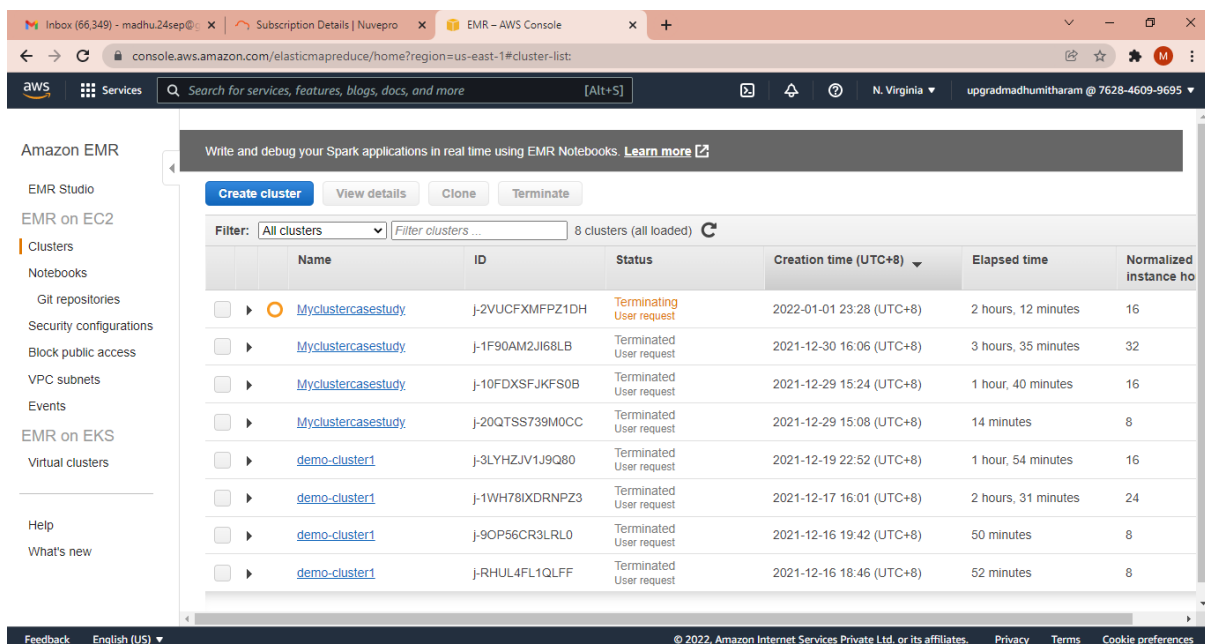 Inbox (66,349) - madhu.24sep@g
Subscription Details | Nuvepro
EMR – AWS Console
console.aws.amazon.com/elasticmapreduce/home?region=us-east-1#cluster-list:
M
aws
Services
Search for services, features, blogs, docs, and more [Alt+S]
N. Virginia ▼
upgradmadhumitharam @ 7628-4609-9695 ▼
Amazon EMR
EMR Studio
EMR on EC2
Clusters
Notebooks
Git repositories
Security configurations
Block public access
VPC subnets
Events
EMR on EKS
Virtual clusters
Help
What's new
Write and debug your Spark applications in real time using EMR Notebooks. Learn more
Create cluster View details Clone Terminate
Filter: All clusters Filter clusters ... 8 clusters (all loaded)
Name ID Status Creation time (UTC+8) Elapsed time Normalized
instance ho
Myclustercasestudy j-2VUCFXMFPZ1DH Terminating 2022-01-01 23:28 (UTC+8) 2 hours, 12 minutes 16
User request
Myclustercasestudy j-1F90AM2JI68LB Terminated 2021-12-30 16:06 (UTC+8) 3 hours, 35 minutes 32
User request
Myclustercasestudy j-10FDXSFJKFS0B Terminated 2021-12-29 15:24 (UTC+8) 1 hour, 40 minutes 16
User request
Myclustercasestudy j-20QTSS739M0CC Terminated 2021-12-29 15:08 (UTC+8) 14 minutes 8
User request
demo-cluster1 j-3LYHZJV1J9Q80 Terminated 2021-12-19 22:52 (UTC+8) 1 hour, 54 minutes 16
User request
demo-cluster1 j-1WH78IXDRNPZ3 Terminated 2021-12-17 16:01 (UTC+8) 2 hours, 31 minutes 24
User request
demo-cluster1 j-9OP56CR3LRL0 Terminated 2021-12-16 19:42 (UTC+8) 50 minutes 8
User request
demo-cluster1 j-RHUL4FL1QLFF Terminated 2021-12-16 18:46 (UTC+8) 52 minutes 8
User request
Feedback English (US) ▼ © 2022, Amazon Internet Services Private Ltd. or its affiliates. Privacy Terms Cookie preferences